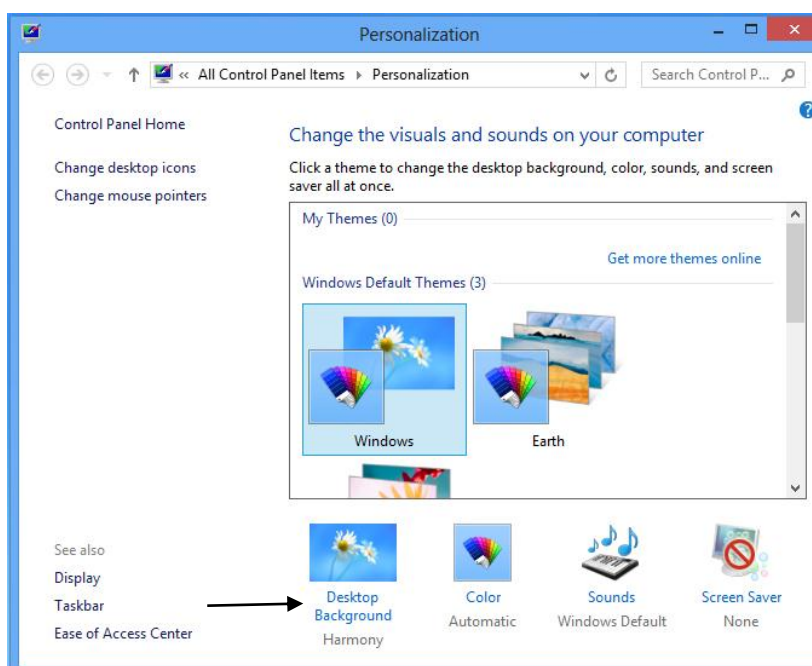 Personalization
« All Control Panel Items Personalization
Search Control P...
Control Panel Home
Change desktop icons
Change mouse pointers
Change the visuals and sounds on your computer
Click a theme to change the desktop background, color, sounds, and screen
saver all at once.
My Themes (0)
Get more themes online
Windows Default Themes (3)
Windows
Earth
See also
Display
Taskbar
Ease of Access Center
Desktop
Background
Harmony
Color
Automatic
Sounds
Windows Default
Screen Saver
None